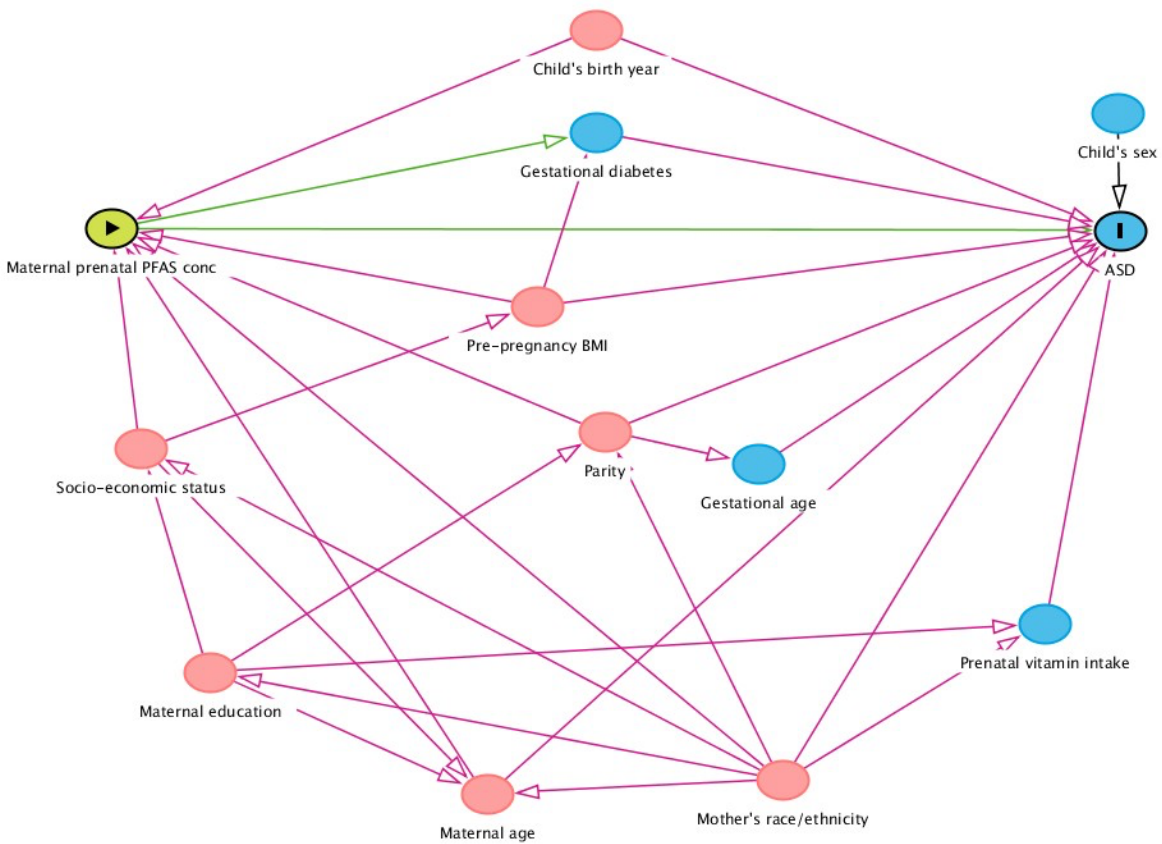 Child's birth year
Child's sex
Gestational diabetes
Maternal prenatal PFAS conc
ASD
Pre-pregnancy BMI
Parity
Socio-economic status
Gestational age
Prenatal vitamin intake
Maternal education
Mother's race/ethnicity
Maternal age